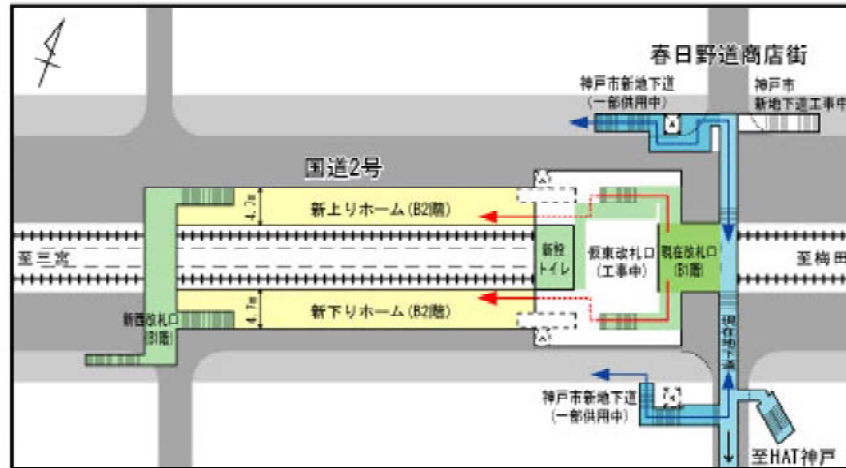 春日野道商店街
神戸市新地下道
(一部供用中)
神戸市
新地下道工事中
国道2号
4.7m
新上りホーム(B2階)
至三宮
新設
トイレ
仮東改札口
(工事中)
現在改札口
(B1階)
至梅田
新西改札口
(B1階)
4.7m
新下りホーム(B2階)
現在地下道
神戸市新地下道
(一部供用中)
至HAT神戸